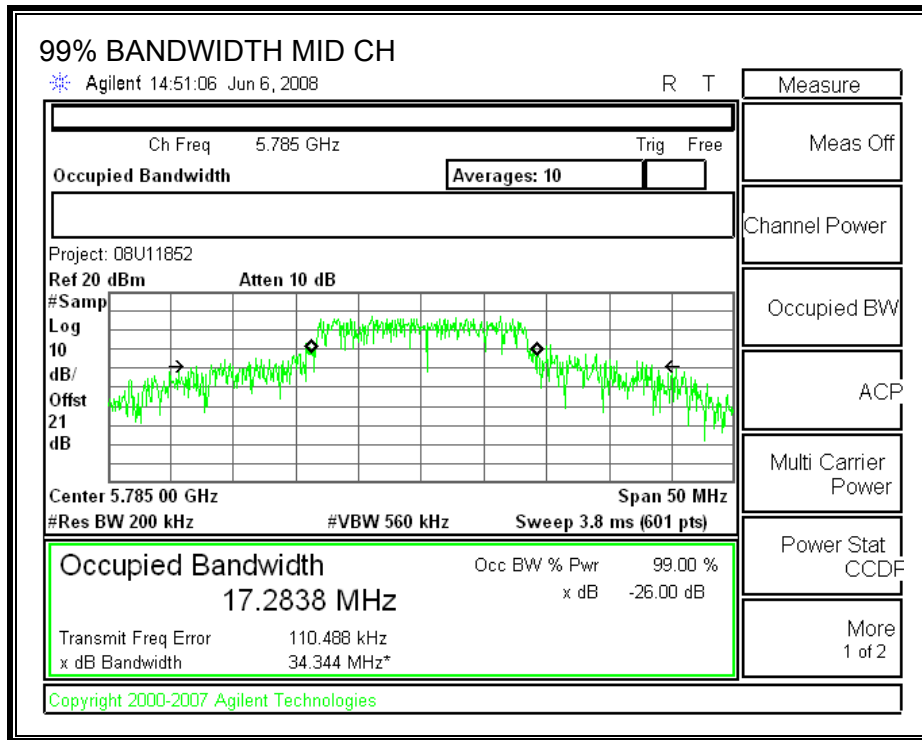 99% BANDWIDTH MID CH
Agilent 14:51:06 Jun 6, 2008 R T
Measure
Ch Freq 5.785 GHz Trig Free
Meas Off
Occupied Bandwidth Averages: 10
Channel Power
Project: 08U11852
Ref 20 dBm Atten 10 dB
#Samp
Log
10
dB/
Offst
21
dB
Occupied BW
ACP
Multi Carrier
Power
Center 5.785 00 GHz Span 50 MHz
#Res BW 200 kHz #VBW 560 kHz Sweep 3.8 ms (601 pts)
Power Stat
CCDF
Occupied Bandwidth Occ BW % Pwr 99.00 %
17.2838 MHz x dB -26.00 dB
Transmit Freq Error 110.488 kHz
x dB Bandwidth 34.344 MHz*
More
1 of 2
Copyright 2000-2007 Agilent Technologies